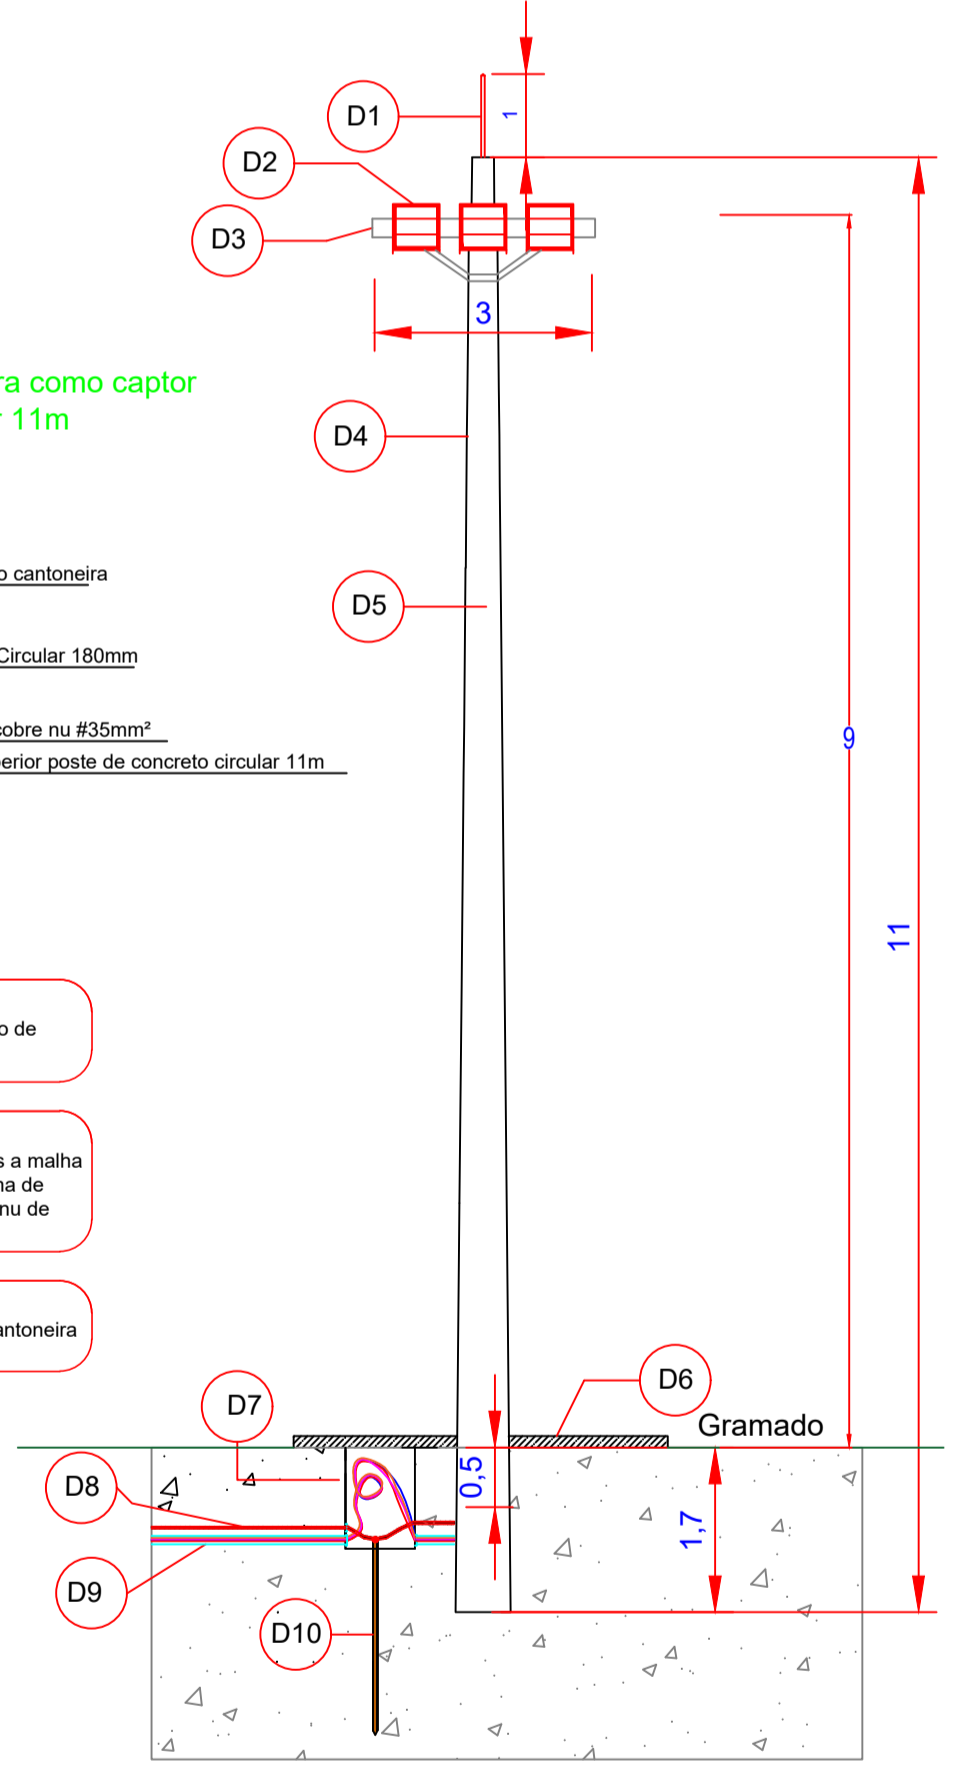 D1
1
D2
D3
3
ra como captor
11m
D4
o cantoneira
D5
Circular 180mm
cobre nu #35mm²
erior poste de concreto circular 11m
9
11
o de
s a malha
na de
nu de
antoneira
D6
D7
Gramado
D8
0,5
1,7
D9
D10